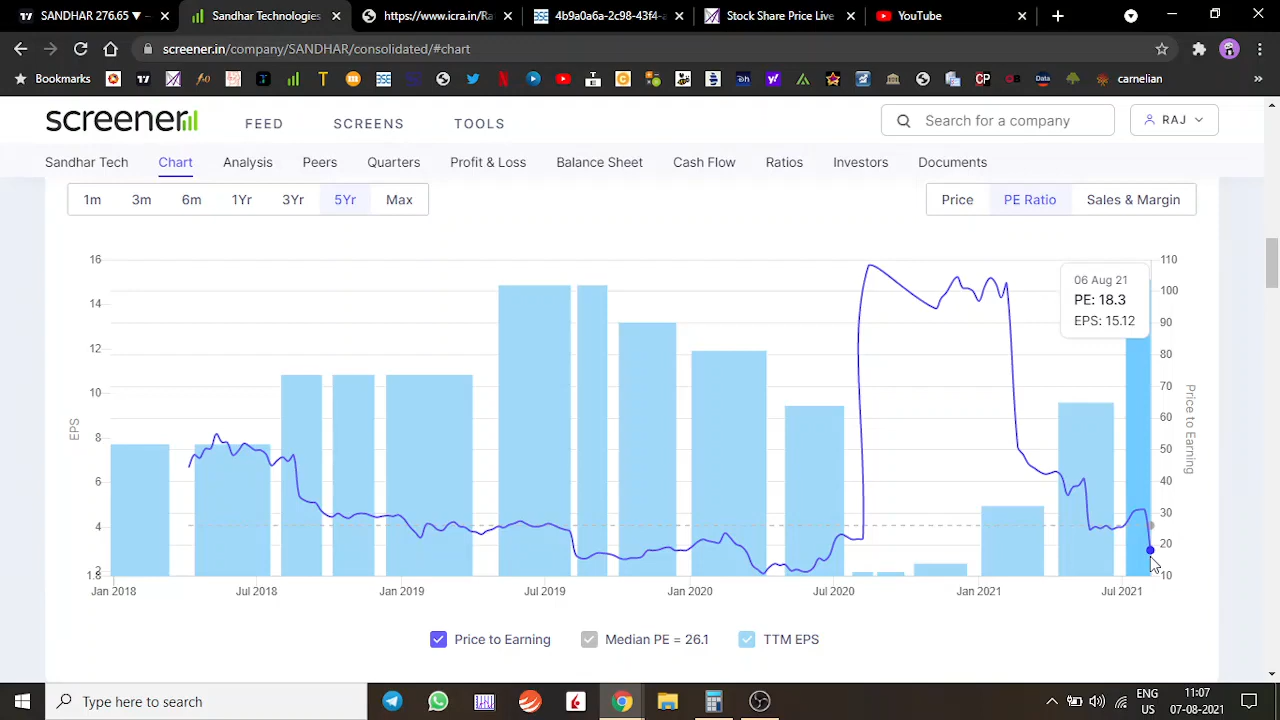 SANDHAR 276.65 ▼
Sandhar Technologies
https://www.icra.in/Ra
4b9a0a6a-2c98-43f4-a
Stock Share Price Live
YouTube
screener.in/company/SANDHAR/consolidated/#chart
Bookmarks
Data
camelian
screener
FEED
SCREENS
TOOLS
Search for a company
RAJ
Sandhar Tech
Chart
Analysis
Peers
Quarters
Profit & Loss
Balance Sheet
Cash Flow
Ratios
Investors
Documents
1m 3m 6m 1Yr 3Yr 5Yr Max
Price PE Ratio Sales & Margin
16
14
12
10
8
6
4
2
1.8
EPS
110
100
90
80
70
60
50
40
30
20
10
Price to Earning
06 Aug 21
PE: 18.3
EPS: 15.12
Jan 2018 Jul 2018 Jan 2019 Jul 2019 Jan 2020 Jul 2020 Jan 2021 Jul 2021
Price to Earning
Median PE = 26.1
TTM EPS
Type here to search
ENG
US
11:07
07-08-2021